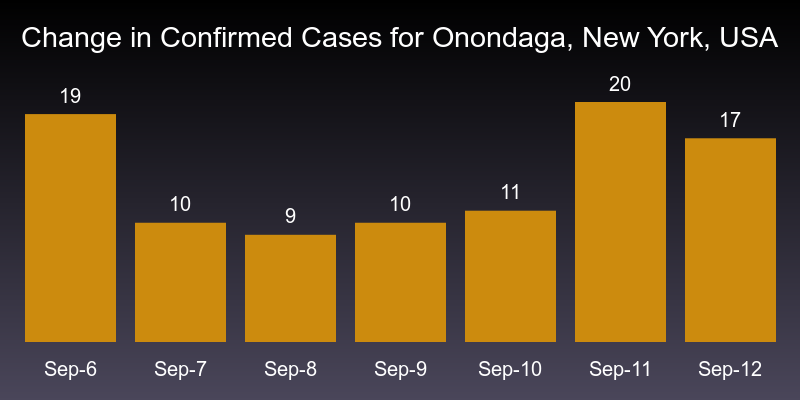 Change in Confirmed Cases for Onondaga, New York, USA
19
10
9
10
11
20
17
Sep-6
Sep-7
Sep-8
Sep-9
Sep-10
Sep-11
Sep-12